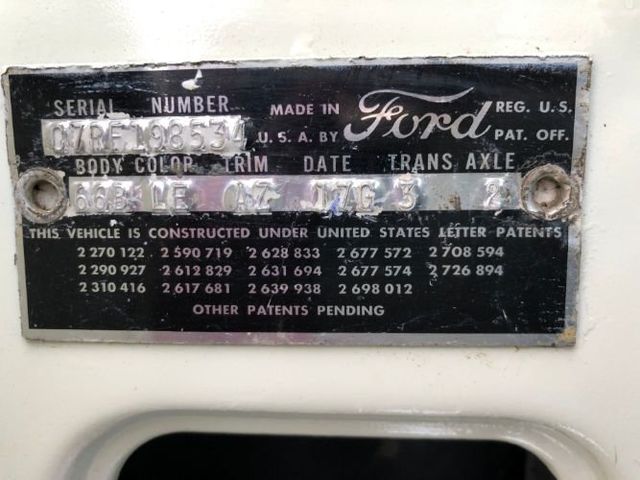 SERIAL NUMBER
MADE IN
Ford
REG. U.S.
C7RF198534
U.S.A. BY
PAT. OFF.
BODY COLOR TRIM DATE TRANS AXLE
66B LE A7 17G 3 2
THIS VEHICLE IS CONSTRUCTED UNDER UNITED STATES LETTER PATENTS
2 270 122 2 590 719 2 628 833 2 677 572 2 708 594
2 290 927 2 612 829 2 631 694 2 677 574 2 726 894
2 310 416 2 617 681 2 639 938 2 698 012
OTHER PATENTS PENDING